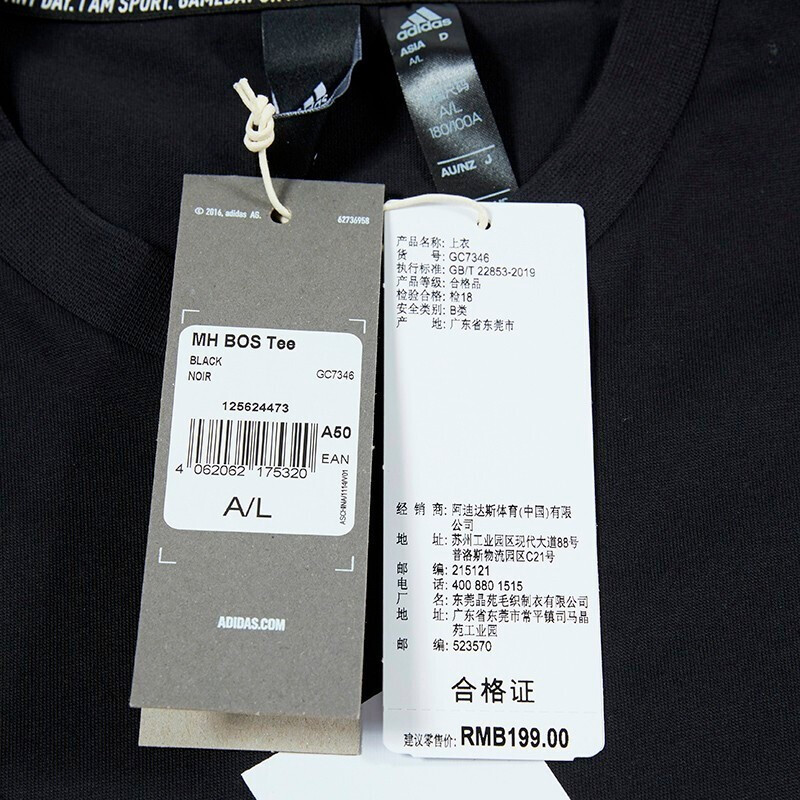 ANY DAY. I AM SPORT. GAMEDAY
adidas
adidas
ASIA D
A/L
A/L
180/100A
AU/NZ J
© 2016, adidas AG.
62736958
MH BOS Tee
BLACK
NOIR GC7346
125624473
A50
EAN
4 062062 175320
A/L
ADIDAS.COM
产品名称: 上衣
货 号: GC7346
执行标准: GB/T 22853-2019
产品等级: 合格品
检验合格: 检18
安全类别: B类
产 地: 广东省东莞市
经 销 商: 阿迪达斯体育(中国)有限
公司
地 址: 苏州工业园区现代大道88号
普洛斯物流园区C21号
邮 编: 215121
电 话: 400 880 1515
厂 名: 东莞晶苑毛织制衣有限公司
地 址: 广东省东莞市常平镇司马晶
苑工业园
邮 编: 523570
合格证
建议零售价: RMB199.00